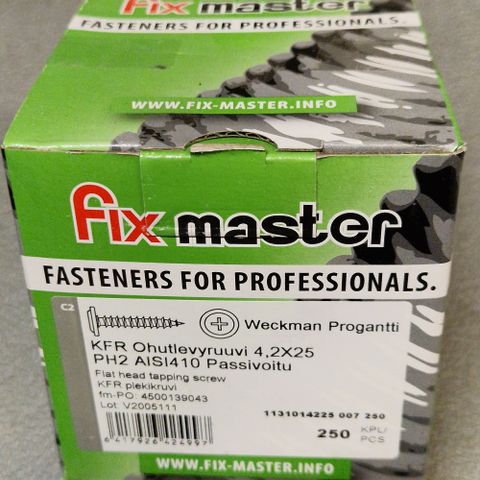 fix master
FASTENERS FOR PROFESSIONALS.
WWW.FIX-MASTER.INFO
fix master
FASTENERS FOR PROFESSIONALS.
C2
Weckman Progantti
KFR Ohutlevyruuvi 4,2X25
PH2 AISI410 Passivoitu
Flat head tapping screw
KFR plekikruvi
fm-PO: 4500139043
Lot: V2005111
1131014225 007 250
6417926424997
250 KPL/
PCS
WWW.FIX-MASTER.INFO